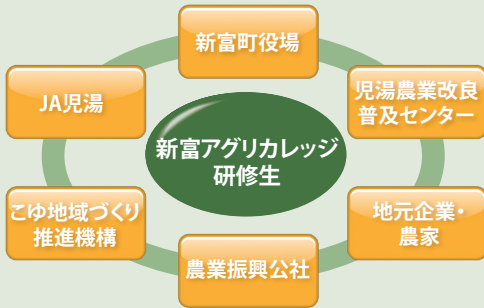 新富町役場
JA児湯
児湯農業改良
普及センター
新富アグリカレッジ
研修生
こゆ地域づくり
推進機構
地元企業・
農家
農業振興公社